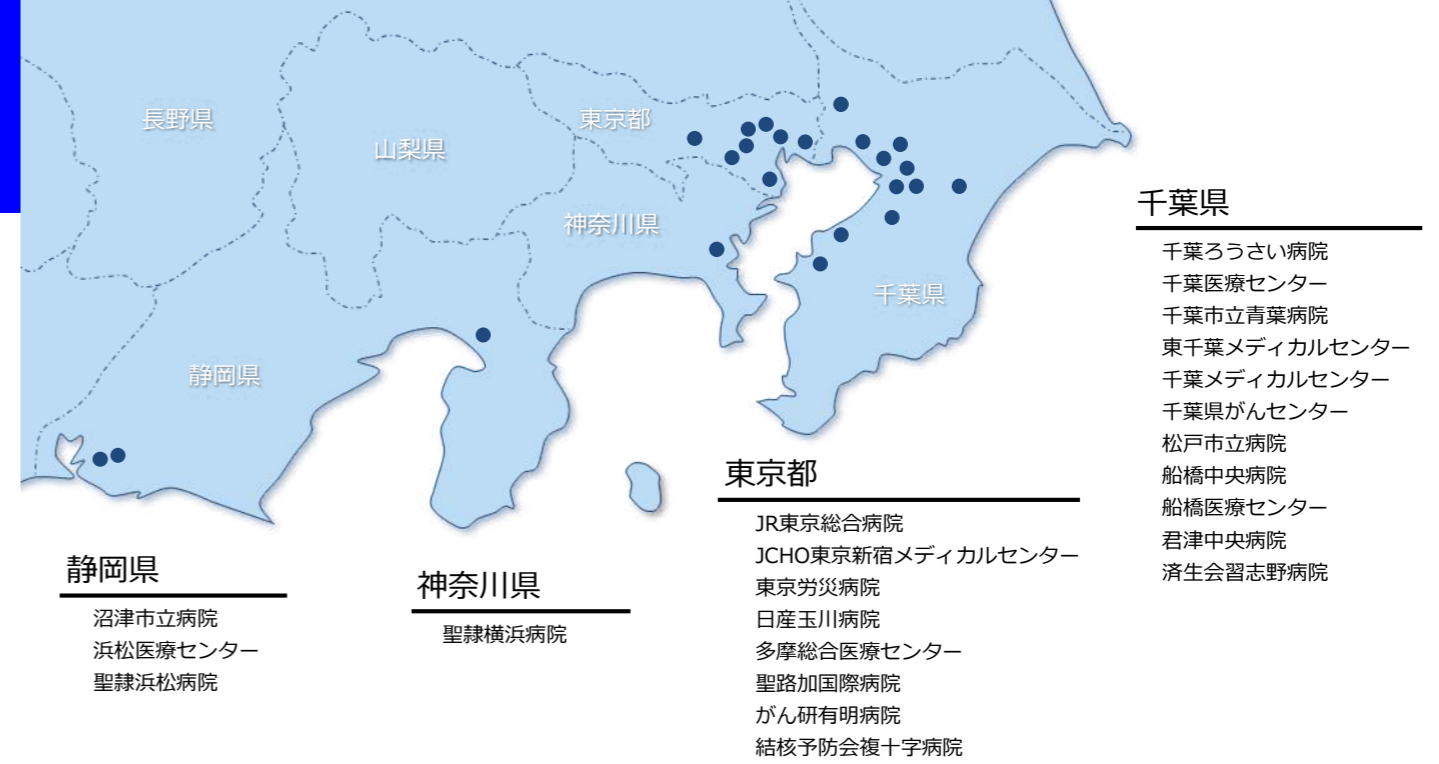 長野県
山梨県
東京都
神奈川県
千葉県
静岡県
千葉県
千葉ろうさい病院
千葉医療センター
千葉市立青葉病院
東千葉メディカルセンター
千葉メディカルセンター
千葉県がんセンター
松戸市立病院
船橋中央病院
船橋医療センター
君津中央病院
済生会習志野病院
東京都
JR東京総合病院
JCHO東京新宿メディカルセンター
東京労災病院
日産玉川病院
多摩総合医療センター
聖路加国際病院
がん研有明病院
結核予防会複十字病院
神奈川県
聖隷横浜病院
静岡県
沼津市立病院
浜松医療センター
聖隷浜松病院